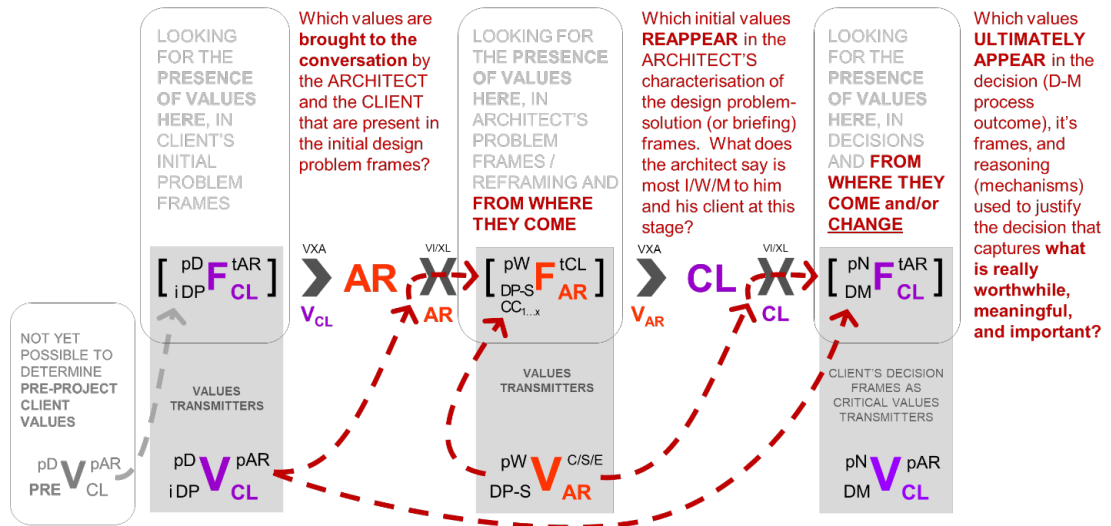 LOOKING
FOR THE
PRESENCE
OF VALUES
HERE, IN
CLIENT'S
INITIAL
PROBLEM
FRAMES
Which values are
brought to the
conversation by
the ARCHITECT
and the CLIENT
that are present in
the initial design
problem frames?
LOOKING FOR
THE PRESENCE
OF VALUES
HERE, IN
ARCHITECT'S
PROBLEM
FRAMES /
REFRAMING AND
FROM WHERE
THEY COME
Which initial values
REAPPEAR in the
ARCHITECT'S
characterisation of
the design problem-
solution (or briefing)
frames. What does
the architect say is
most I/W/M to him
and his client at this
stage?
LOOKING
FOR THE
PRESENCE
OF VALUES
HERE, IN
DECISIONS
AND FROM
WHERE THEY
COME and/or
CHANGE
Which values
ULTIMATELY
APPEAR in the
decision (D-M
process
outcome), it's
frames, and
reasoning
(mechanisms)
used to justify
the decision that
captures what
is really
worthwhile,
meaningful,
and important?
[ pD iDP F tAR CL ]
VXA
V CL
AR
VI/XL
AR
[ pW DP-S CC1...x F tCL AR ]
VXA
V AR
CL
VI/XL
CL
[ pN DM F tAR CL ]
NOT YET
POSSIBLE TO
DETERMINE
PRE-PROJECT
CLIENT
VALUES
pD PRE V pAR CL
VALUES
TRANSMITTERS
pD iDP V pAR CL
VALUES
TRANSMITTERS
pW DP-S V C/S/E AR
CLIENT'S DECISION
FRAMES AS
CRITICAL VALUES
TRANSMITTERS
pN DM V pAR CL